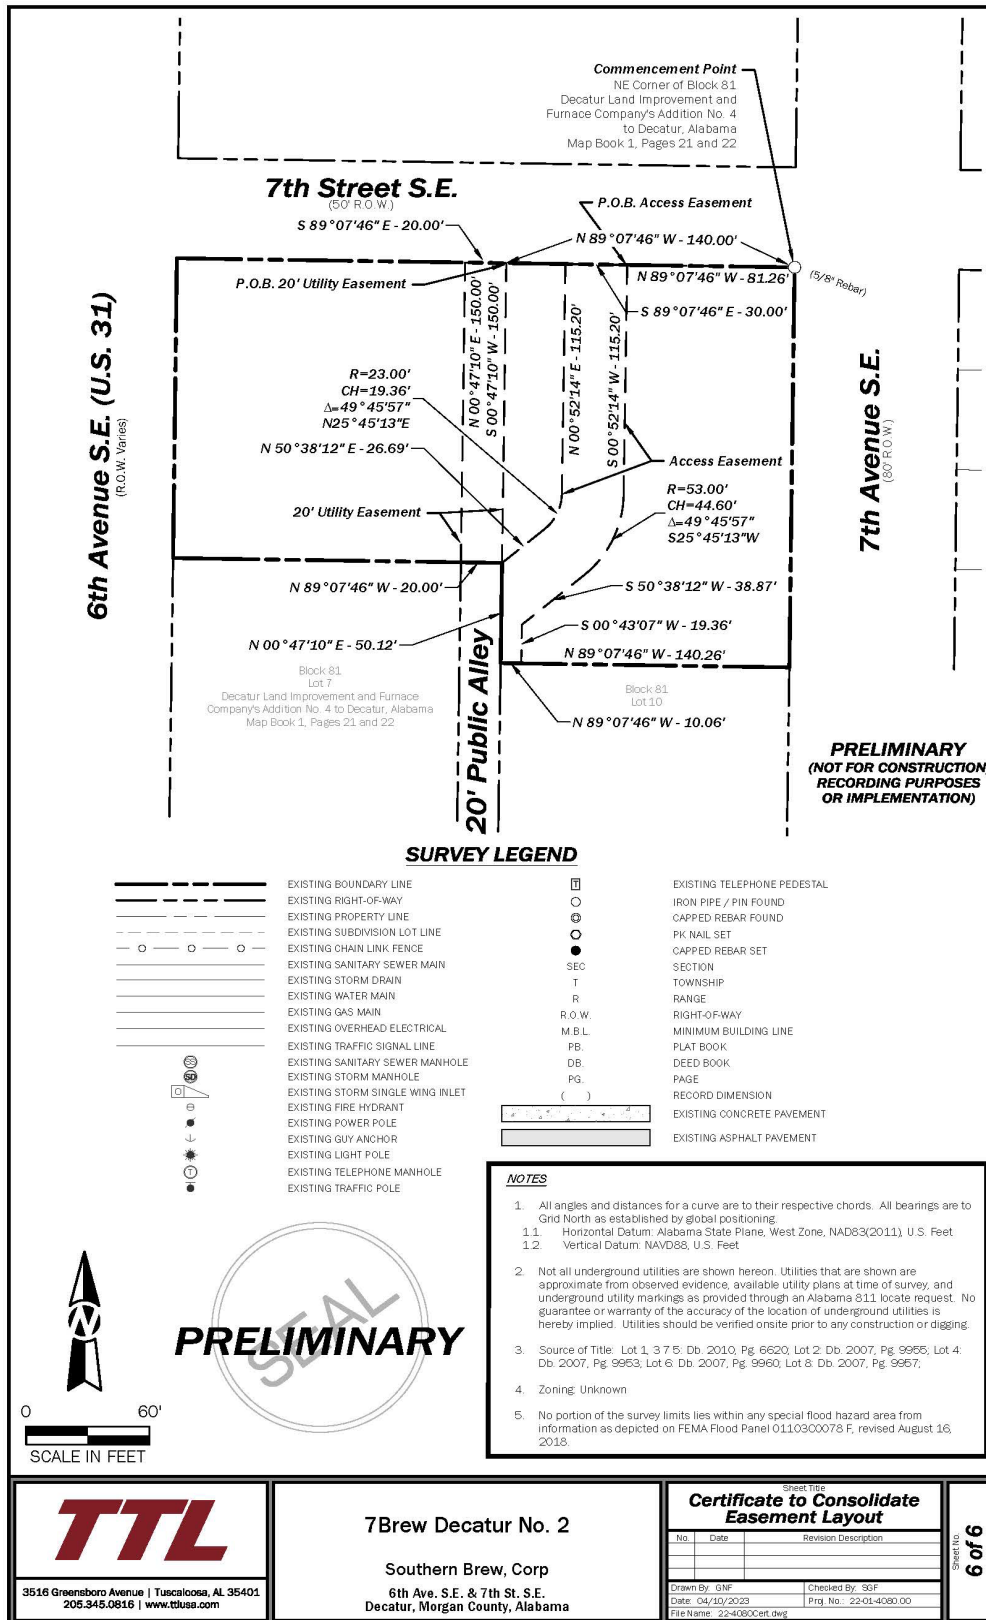 Commencement Point
NE Corner of Block 81
Decatur Land Improvement and
Furnace Company's Addition No. 4
to Decatur, Alabama
Map Book 1, Pages 21 and 22
7th Street S.E.
(50' R.O.W.)
S 89°07'46" E - 20.00'
P.O.B. Access Easement
N 89°07'46" W - 140.00'
P.O.B. 20' Utility Easement
N 89°07'46" W - 81.26'
(5/8" Rebar)
S 89°07'46" E - 30.00'
6th Avenue S.E. (U.S. 31)
(R.O.W. Varies)
N 00°47'10" E - 150.00'
S 00°47'10" W - 150.00'
N 00°52'14" E - 115.20'
S 00°52'14" W - 115.20'
7th Avenue S.E.
(80' R.O.W.)
R=23.00'
CH=19.36'
Δ=49°45'57"
N25°45'13"E
N 50°38'12" E - 26.69'
Access Easement
R=53.00'
CH=44.60'
Δ=49°45'57"
S25°45'13"W
20' Utility Easement
N 89°07'46" W - 20.00'
S 50°38'12" W - 38.87'
N 00°47'10" E - 50.12'
S 00°43'07" W - 19.36'
N 89°07'46" W - 140.26'
Block 81
Lot 7
Decatur Land Improvement and Furnace
Company's Addition No. 4 to Decatur, Alabama
Map Book 1, Pages 21 and 22
20' Public Alley
Block 81
Lot 10
N 89°07'46" W - 10.06'
PRELIMINARY
(NOT FOR CONSTRUCTION,
RECORDING PURPOSES
OR IMPLEMENTATION)
SURVEY LEGEND
EXISTING BOUNDARY LINE
EXISTING RIGHT-OF-WAY
EXISTING PROPERTY LINE
EXISTING SUBDIVISION LOT LINE
EXISTING CHAIN LINK FENCE
EXISTING SANITARY SEWER MAIN
EXISTING STORM DRAIN
EXISTING WATER MAIN
EXISTING GAS MAIN
EXISTING OVERHEAD ELECTRICAL
EXISTING TRAFFIC SIGNAL LINE
EXISTING SANITARY SEWER MANHOLE
SD EXISTING STORM MANHOLE
EXISTING STORM SINGLE WING INLET
EXISTING FIRE HYDRANT
EXISTING POWER POLE
EXISTING GUY ANCHOR
EXISTING LIGHT POLE
T EXISTING TELEPHONE MANHOLE
EXISTING TRAFFIC POLE
T EXISTING TELEPHONE PEDESTAL
IRON PIPE / PIN FOUND
CAPPED REBAR FOUND
PK NAIL SET
CAPPED REBAR SET
SEC SECTION
T TOWNSHIP
R RANGE
R.O.W. RIGHT-OF-WAY
M.B.L. MINIMUM BUILDING LINE
PB. PLAT BOOK
DB. DEED BOOK
PG. PAGE
( ) RECORD DIMENSION
EXISTING CONCRETE PAVEMENT
EXISTING ASPHALT PAVEMENT
NOTES
1. All angles and distances for a curve are to their respective chords. All bearings are to
Grid North as established by global positioning.
1.1. Horizontal Datum: Alabama State Plane, West Zone, NAD83(2011), U.S. Feet
1.2. Vertical Datum: NAVD88, U.S. Feet
2. Not all underground utilities are shown hereon. Utilities that are shown are
approximate from observed evidence, available utility plans at time of survey, and
underground utility markings as provided through an Alabama 811 locate request. No
guarantee or warranty of the accuracy of the location of underground utilities is
hereby implied. Utilities should be verified onsite prior to any construction or digging.
3. Source of Title: Lot 1, 3 7 5: Db. 2010, Pg. 6620; Lot 2: Db. 2007, Pg. 9955; Lot 4:
Db. 2007, Pg. 9953; Lot 6: Db. 2007, Pg. 9960; Lot 8: Db. 2007, Pg. 9957;
4. Zoning: Unknown
5. No portion of the survey limits lies within any special flood hazard area from
information as depicted on FEMA Flood Panel 01103C0078 F, revised August 16,
2018.
N
SEAL
PRELIMINARY
0 60'
SCALE IN FEET
TTL
3516 Greensboro Avenue | Tuscaloosa, AL 35401
205.345.0816 | www.ttlusa.com
7Brew Decatur No. 2
Southern Brew, Corp
6th Ave. S.E. & 7th St. S.E.
Decatur, Morgan County, Alabama
Sheet Title
Certificate to Consolidate
Easement Layout
No. Date Revision Description
Drawn By: GNF Checked By: SGF
Date: 04/10/2023 Proj. No.: 22-01-4080.00
File Name: 22-4080Cert.dwg
Sheet No.
6 of 6